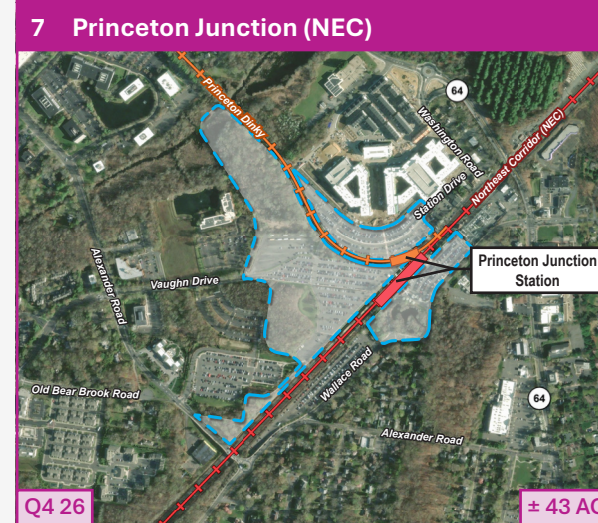 7 Princeton Junction (NEC)
Princeton Dinky
64
Washington Road
Northeast Corridor (NEC)
Station Drive
Princeton Junction
Station
Alexander Road
Vaughn Drive
Wallace Road
Old Bear Brook Road
64
Alexander Road
Q4 26
± 43 AC